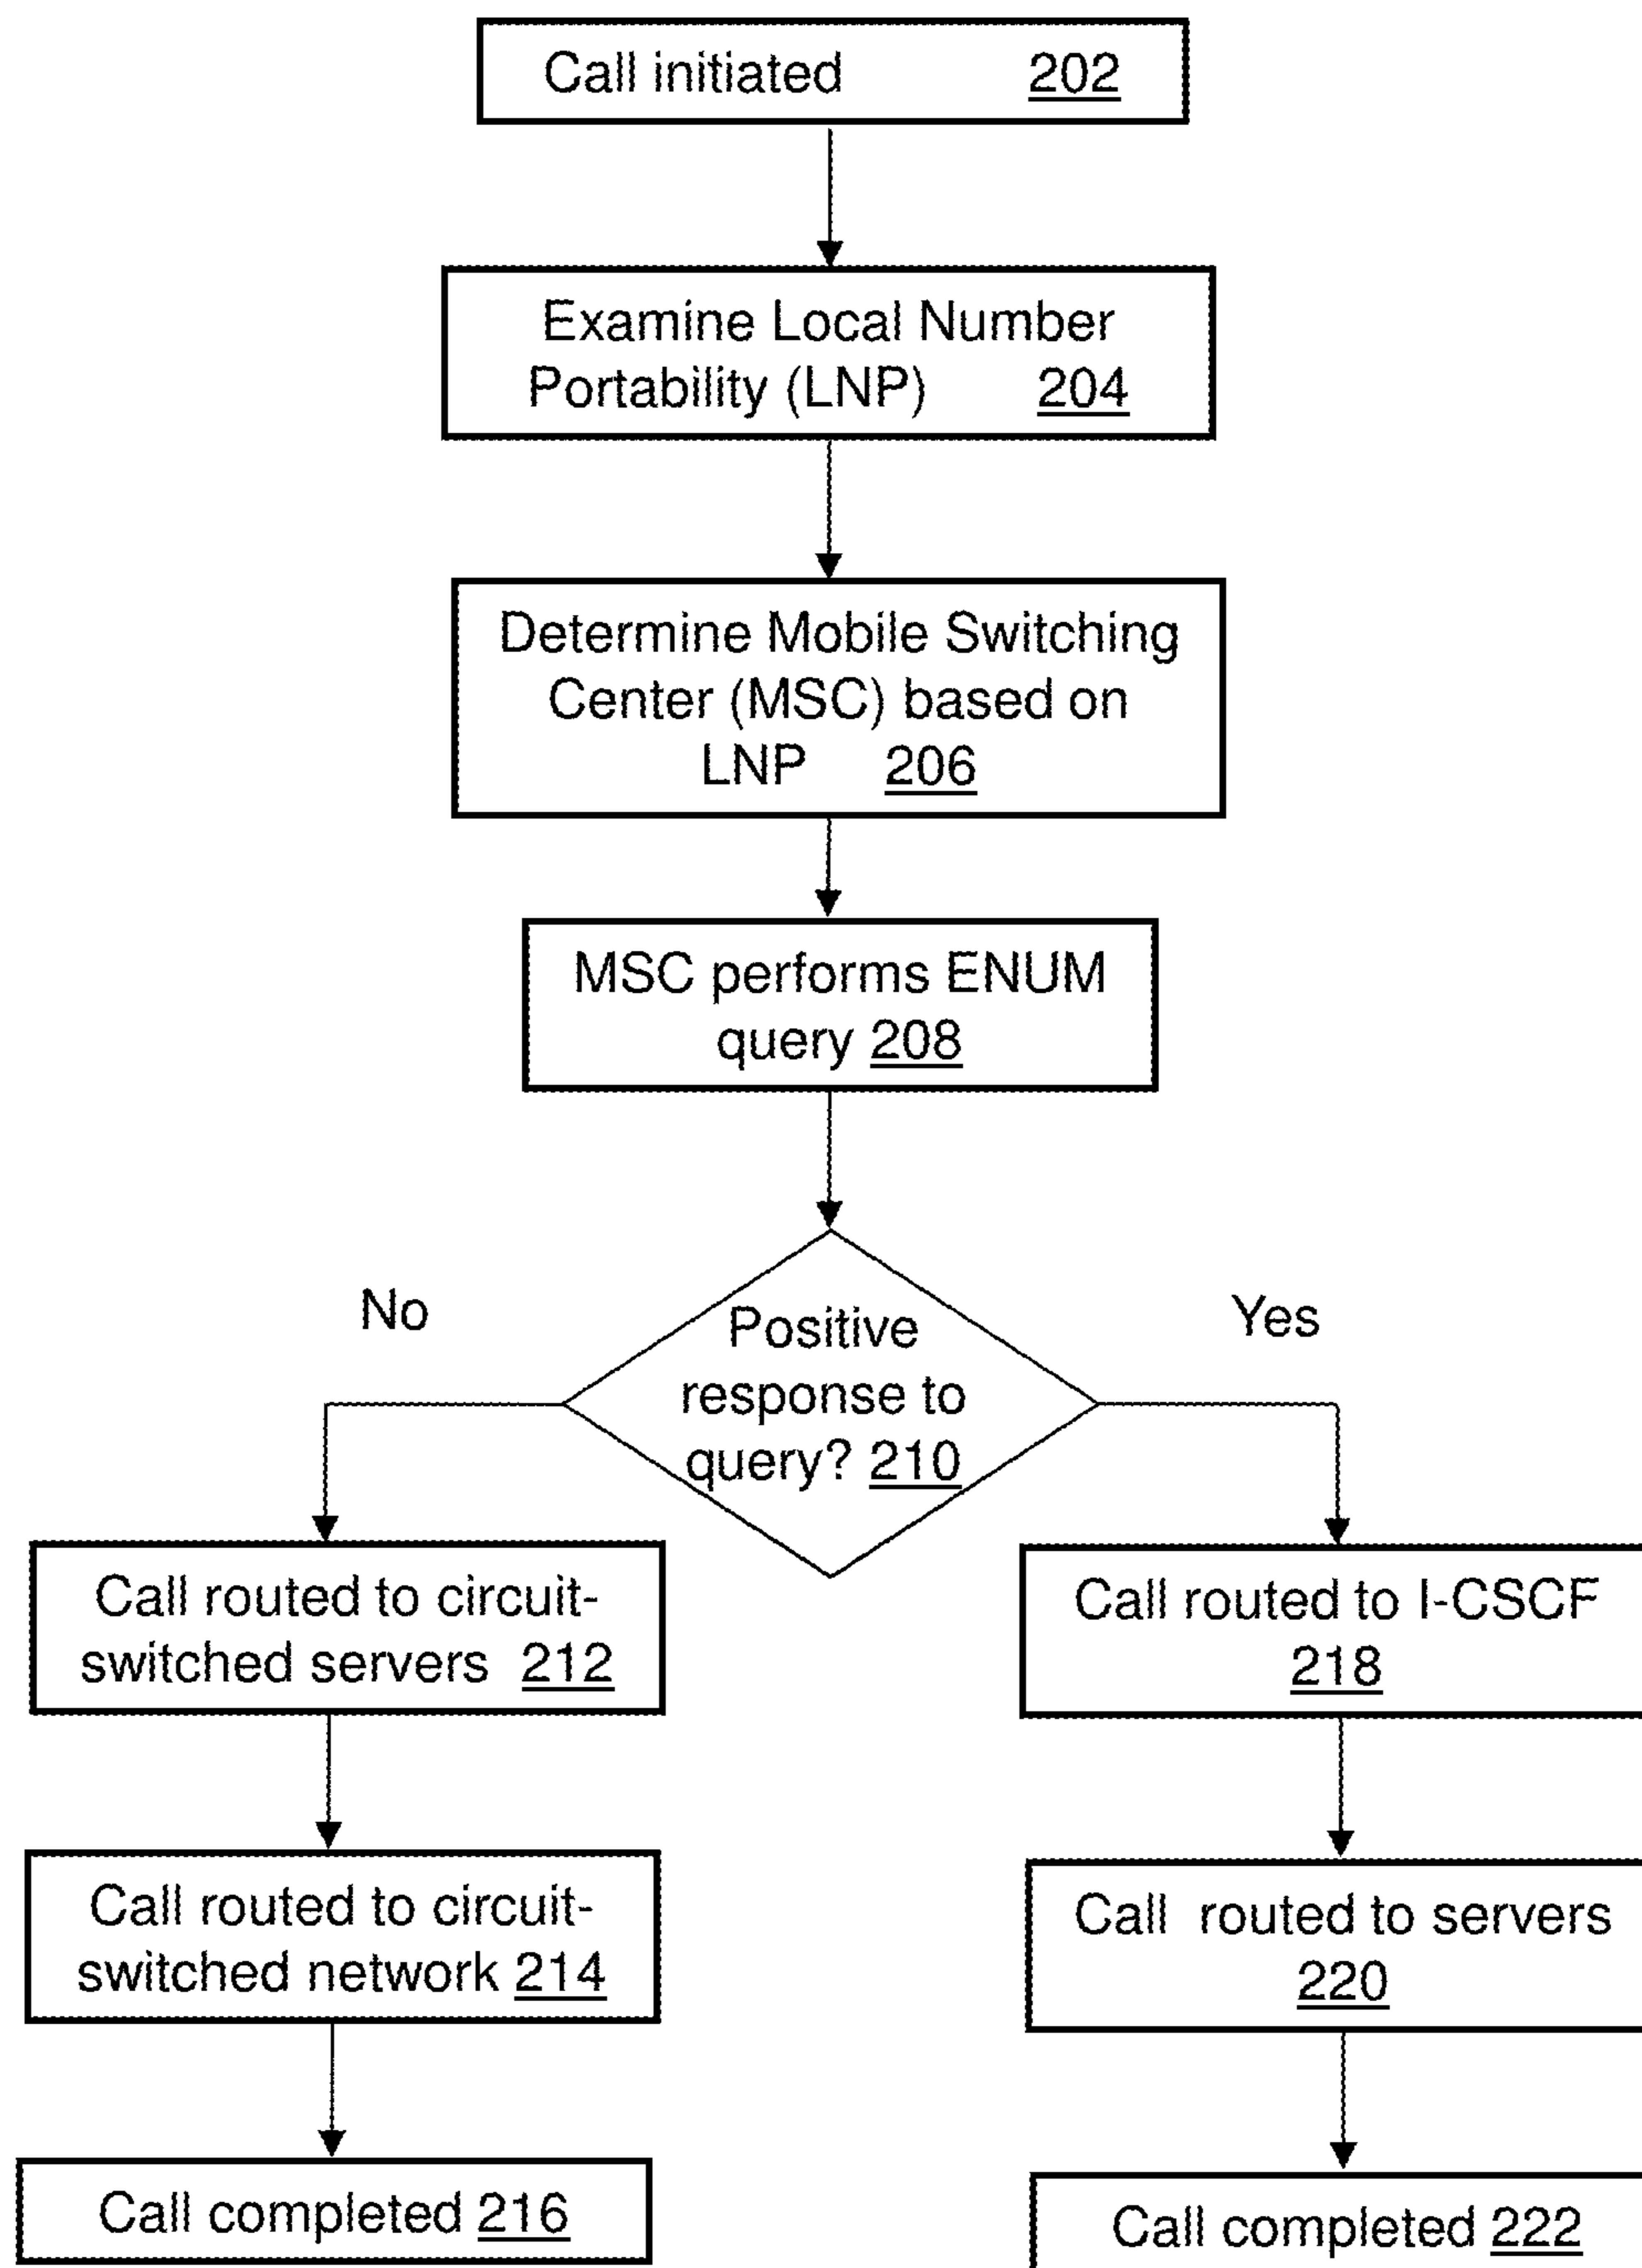 Call initiated 202
Examine Local Number
Portability (LNP) 204
Determine Mobile Switching
Center (MSC) based on
LNP 206
MSC performs ENUM
query 208
Positive
response to
query? 210
No
Yes
Call routed to circuit-
switched servers 212
Call routed to circuit-
switched network 214
Call completed 216
Call routed to I-CSCF
218
Call routed to servers
220
Call completed 222